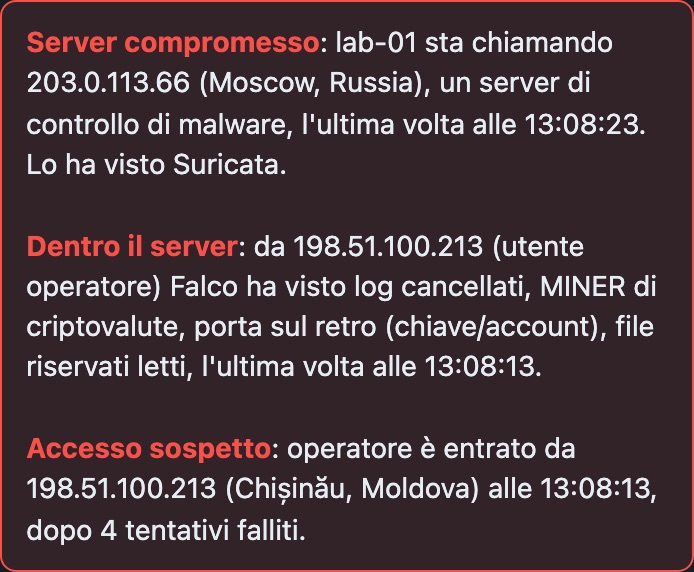 Server compromesso: lab-01 sta chiamando
203.0.113.66 (Moscow, Russia), un server di
controllo di malware, l'ultima volta alle 13:08:23.
Lo ha visto Suricata.
Dentro il server: da 198.51.100.213 (utente
operatore) Falco ha visto log cancellati, MINER di
criptovalute, porta sul retro (chiave/account), file
riservati letti, l'ultima volta alle 13:08:13.
Accesso sospetto: operatore è entrato da
198.51.100.213 (Chișinău, Moldova) alle 13:08:13,
dopo 4 tentativi falliti.